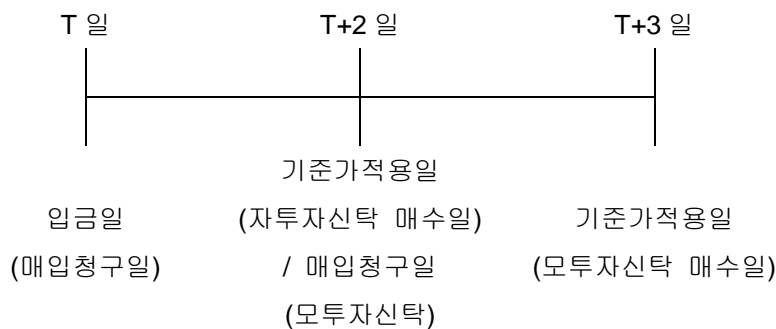 T 일 T+2 일 T+3 일
기준가적용일
입금일 (자투자신탁 매수일) 기준가적용일
(매입청구일) / 매입청구일 (모투자신탁 매수일)
(모투자신탁)